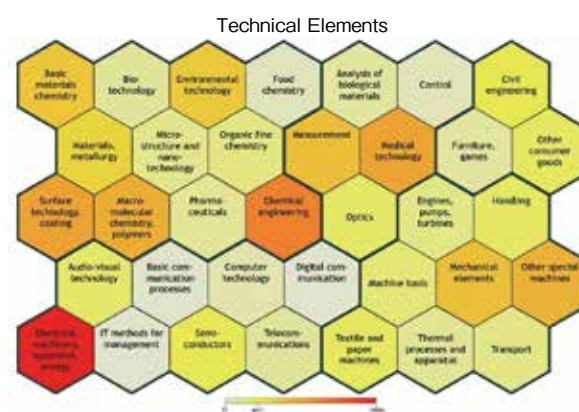 Technical Elements
Basic
materials
chemistry
Bio-
technology
Environmental
technology
Food
chemistry
Analysis of
biological
materials
Control
Civil
engineering
Materials,
metallurgy
Micro-
structure and
nano-
technology
Organic fine
chemistry
Measurement
Medical
technology
Furniture,
games
Other
consumer
goods
Surface
technology,
coating
Macro-
molecular
chemistry,
polymers
Pharma-
ceuticals
Chemical
engineering
Optics
Engines,
pumps,
turbines
Handling
Audio-visual
technology
Basic com-
munication
processes
Computer
technology
Digital com-
munication
Machine tools
Mechanical
elements
Other special
machines
Electrical
machinery,
apparatus,
energy
IT methods for
management
Semi-
conductors
Telecom-
munications
Textile and
paper
machines
Thermal
processes and
apparatus
Transport